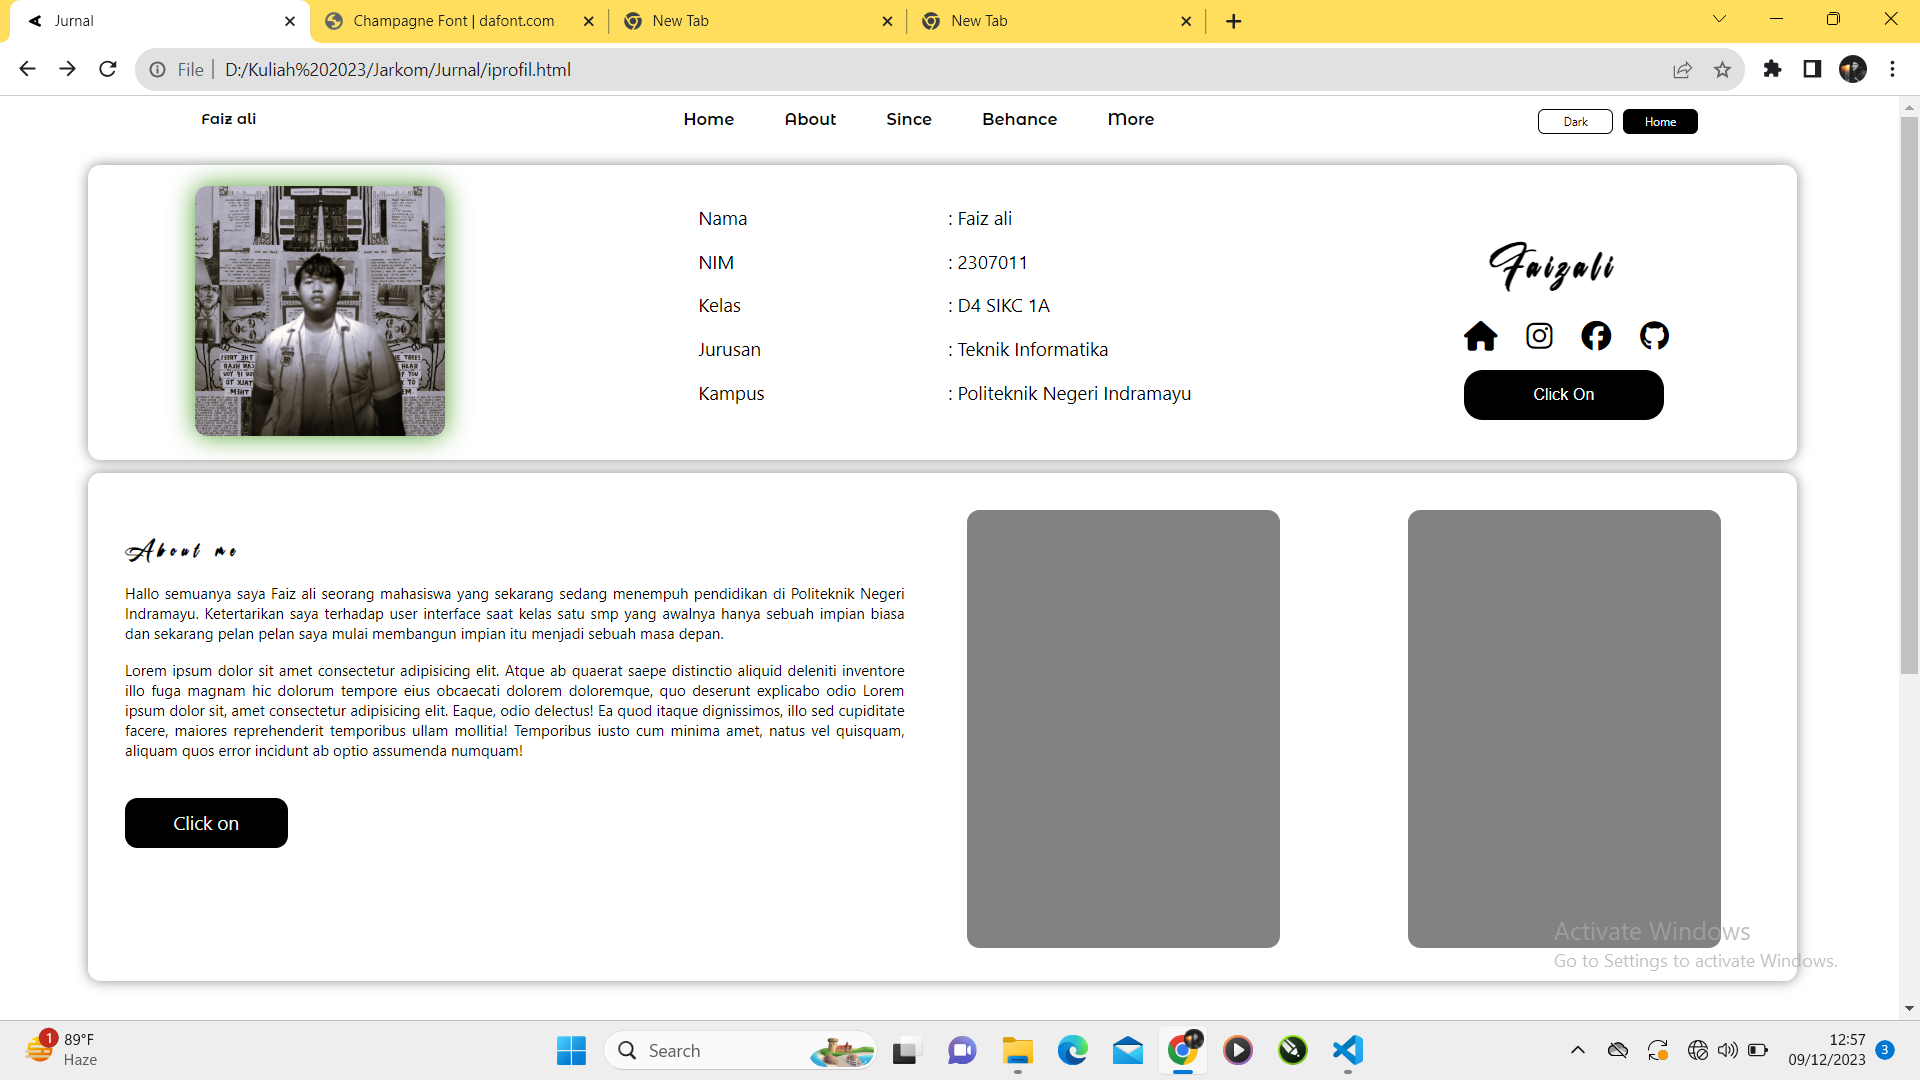 Jurnal
Champagne Font | dafont.com
New Tab
New Tab
File | D:/Kuliah%202023/Jarkom/Jurnal/iprofil.html
Faiz ali
Home
About
Since
Behance
More
Dark
Home
Nama : Faiz ali
NIM : 2307011
Kelas : D4 SIKC 1A
Jurusan : Teknik Informatika
Kampus : Politeknik Negeri Indramayu
Faizali
Click On
About me
Hallo semuanya saya Faiz ali seorang mahasiswa yang sekarang sedang menempuh pendidikan di Politeknik Negeri
Indramayu. Ketertarikan saya terhadap user interface saat kelas satu smp yang awalnya hanya sebuah impian biasa
dan sekarang pelan pelan saya mulai membangun impian itu menjadi sebuah masa depan.
Lorem ipsum dolor sit amet consectetur adipisicing elit. Atque ab quaerat saepe distinctio aliquid deleniti inventore
illo fuga magnam hic dolorum tempore eius obcaecati dolorem doloremque, quo deserunt explicabo odio Lorem
ipsum dolor sit, amet consectetur adipisicing elit. Eaque, odio delectus! Ea quod itaque dignissimos, illo sed cupiditate
facere, maiores reprehenderit temporibus ullam mollitia! Temporibus iusto cum minima amet, natus vel quisquam,
aliquam quos error incidunt ab optio assumenda numquam!
Click on
Activate Windows
Go to Settings to activate Windows.
1
89°F
Haze
Search
12:57
09/12/2023
3